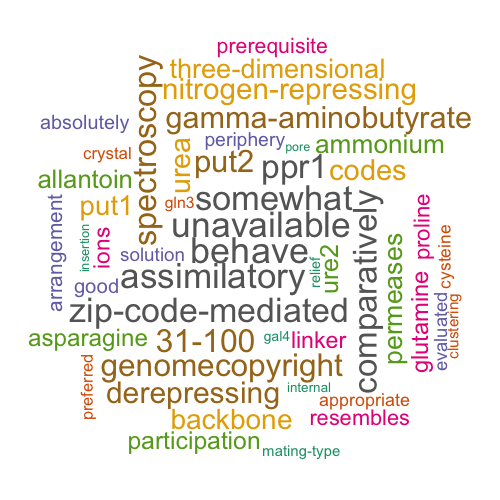 prerequisite
three-dimensional
nitrogen-repressing
spectroscopy
gamma-aminobutyrate
absolutely
periphery
pore
ammonium
crystal
urea
put2
ppr1
codes
allantoin
put1
gln3
somewhat
unavailable
behave
assimilatory
comparatively
arrangement
insertion
ions
solution
good
relief
ure2
permeases
proline
glutamine
cysteine
evaluated
clustering
zip-code-mediated
asparagine
31-100
gal4
linker
genomecopyright
derepressing
internal
preferred
appropriate
backbone
resembles
participation
mating-type